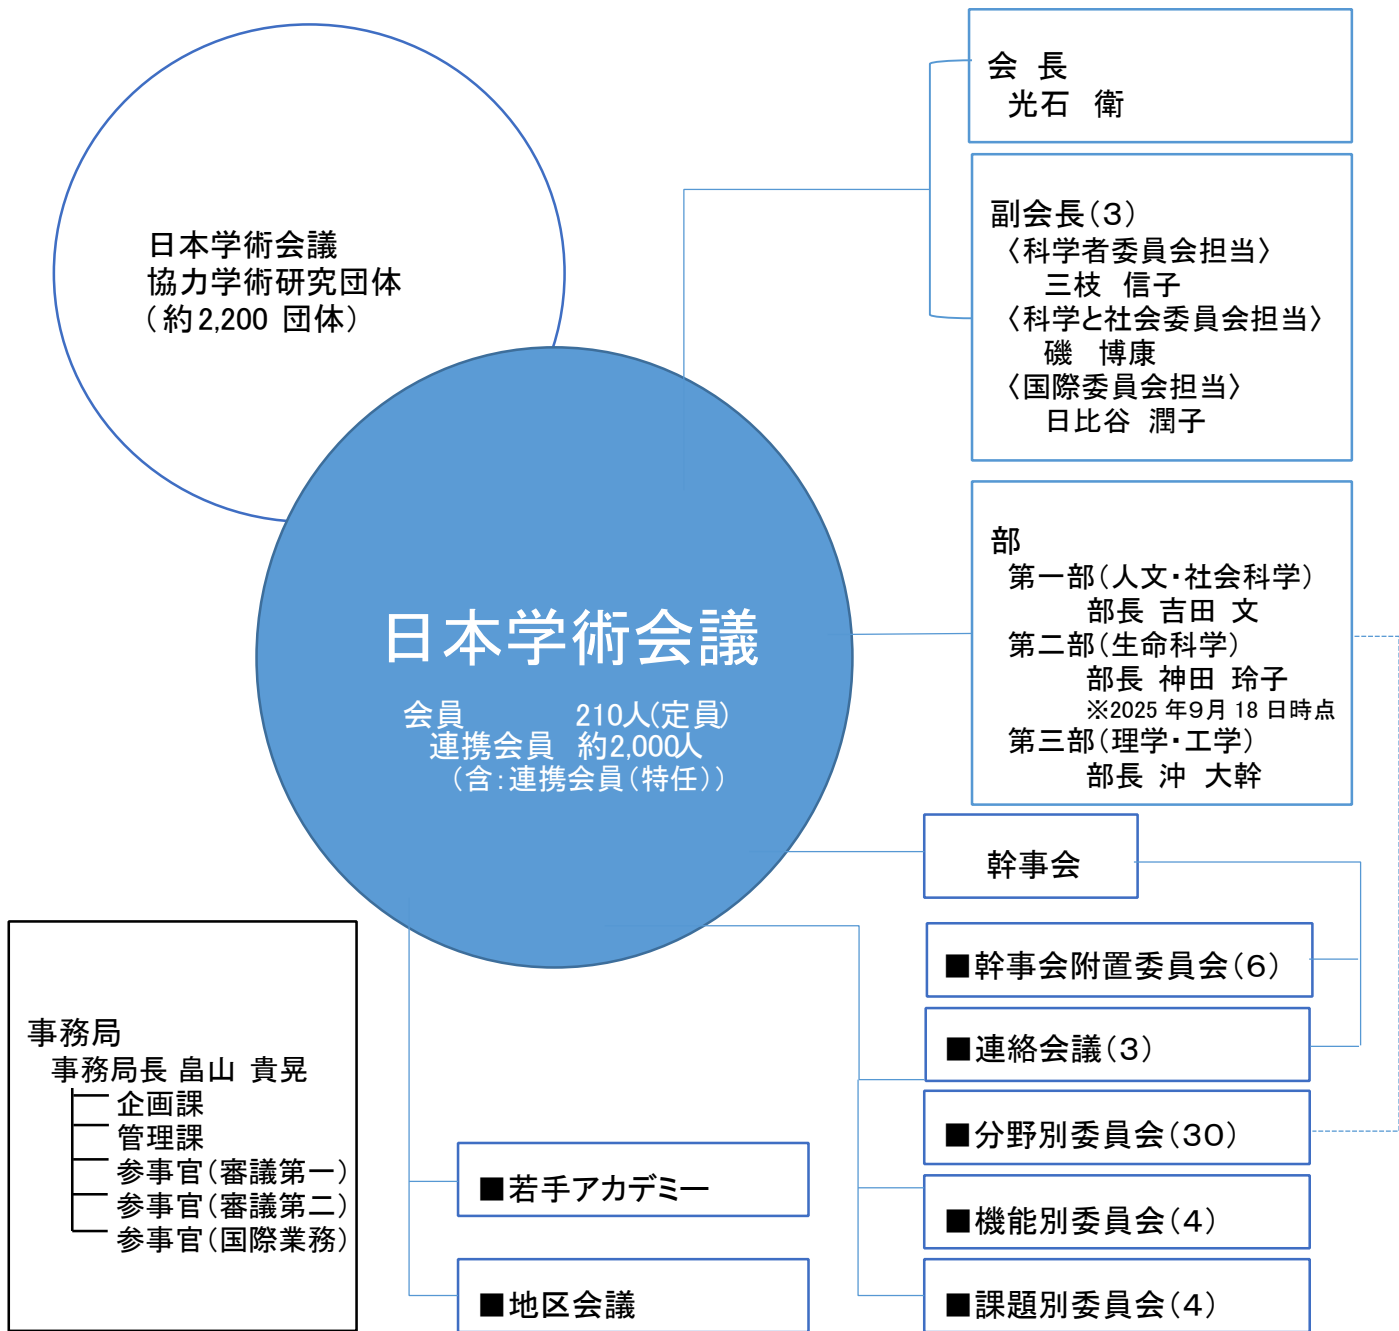 日本学術会議
協力学術研究団体
（約2,200 団体）
日本学術会議
会員 210人(定員)
連携会員 約2,000人
（含：連携会員（特任））
会 長
光石 衛
副会長（3）
〈科学者委員会担当〉
三枝 信子
〈科学と社会委員会担当〉
磯 博康
〈国際委員会担当〉
日比谷 潤子
部
第一部（人文・社会科学）
部長 吉田 文
第二部（生命科学）
部長 神田 玲子
※2025 年９月 18 日時点
第三部（理学・工学）
部長 沖 大幹
幹事会
■幹事会附置委員会（６）
■連絡会議（３）
■分野別委員会（３０）
■機能別委員会（４）
■課題別委員会（４）
■若手アカデミー
■地区会議
事務局
事務局長 畠山 貴晃
企画課
管理課
参事官（審議第一）
参事官（審議第二）
参事官（国際業務）